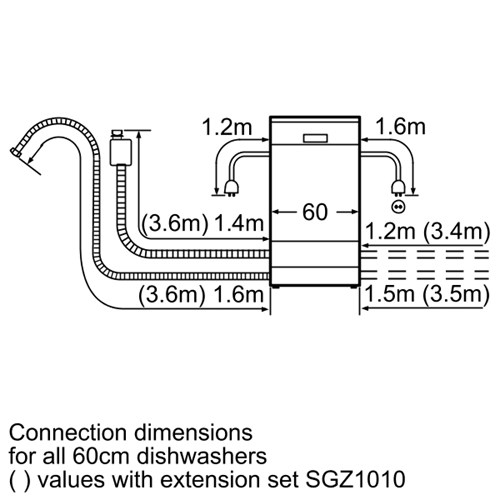 1.2m 1.6m
60
(3.6m) 1.4m 1.2m (3.4m)
(3.6m) 1.6m 1.5m (3.5m)
Connection dimensions
for all 60cm dishwashers
( ) values with extension set SGZ1010